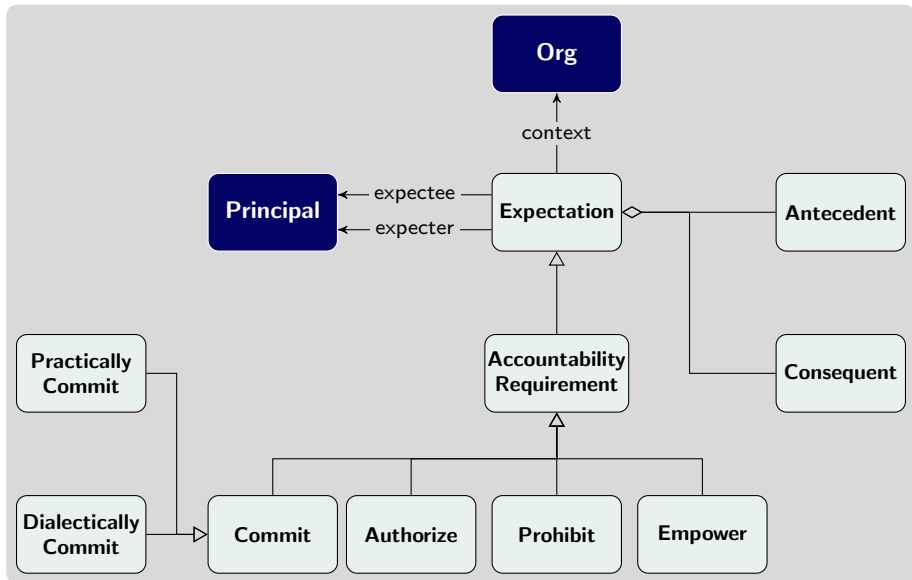 Org
context
Principal
expectee
expecter
Expectation
Antecedent
Practically
Commit
Accountability
Requirement
Consequent
Dialectically
Commit
Commit
Authorize
Prohibit
Empower